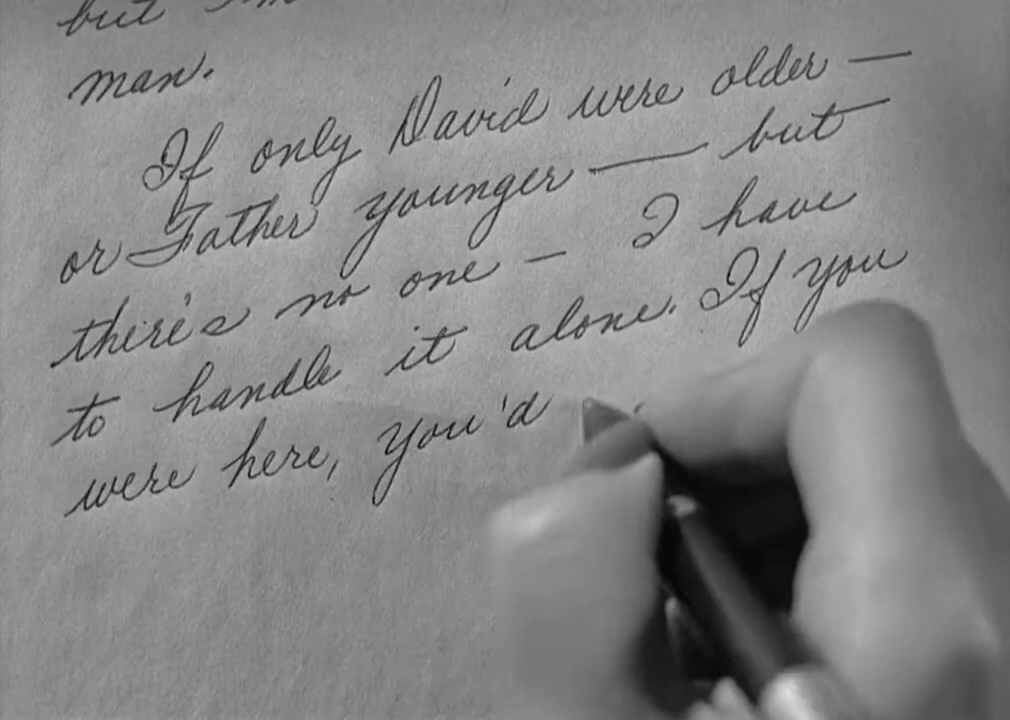 but
man.
If only David were older —
or Father younger — but
there's no one — I have
to handle it alone. If you
were here, you'd